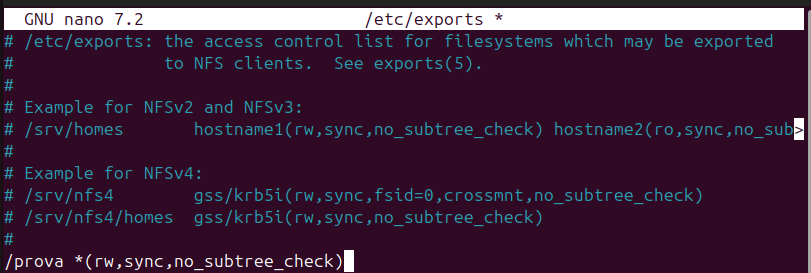 GNU nano 7.2 /etc/exports *
# /etc/exports: the access control list for filesystems which may be exported
# to NFS clients. See exports(5).
#
# Example for NFSv2 and NFSv3:
# /srv/homes hostname1(rw,sync,no_subtree_check) hostname2(ro,sync,no_sub>
#
# Example for NFSv4:
# /srv/nfs4 gss/krb5i(rw,sync,fsid=0,crossmnt,no_subtree_check)
# /srv/nfs4/homes gss/krb5i(rw,sync,no_subtree_check)
#
/prova *(rw,sync,no_subtree_check)